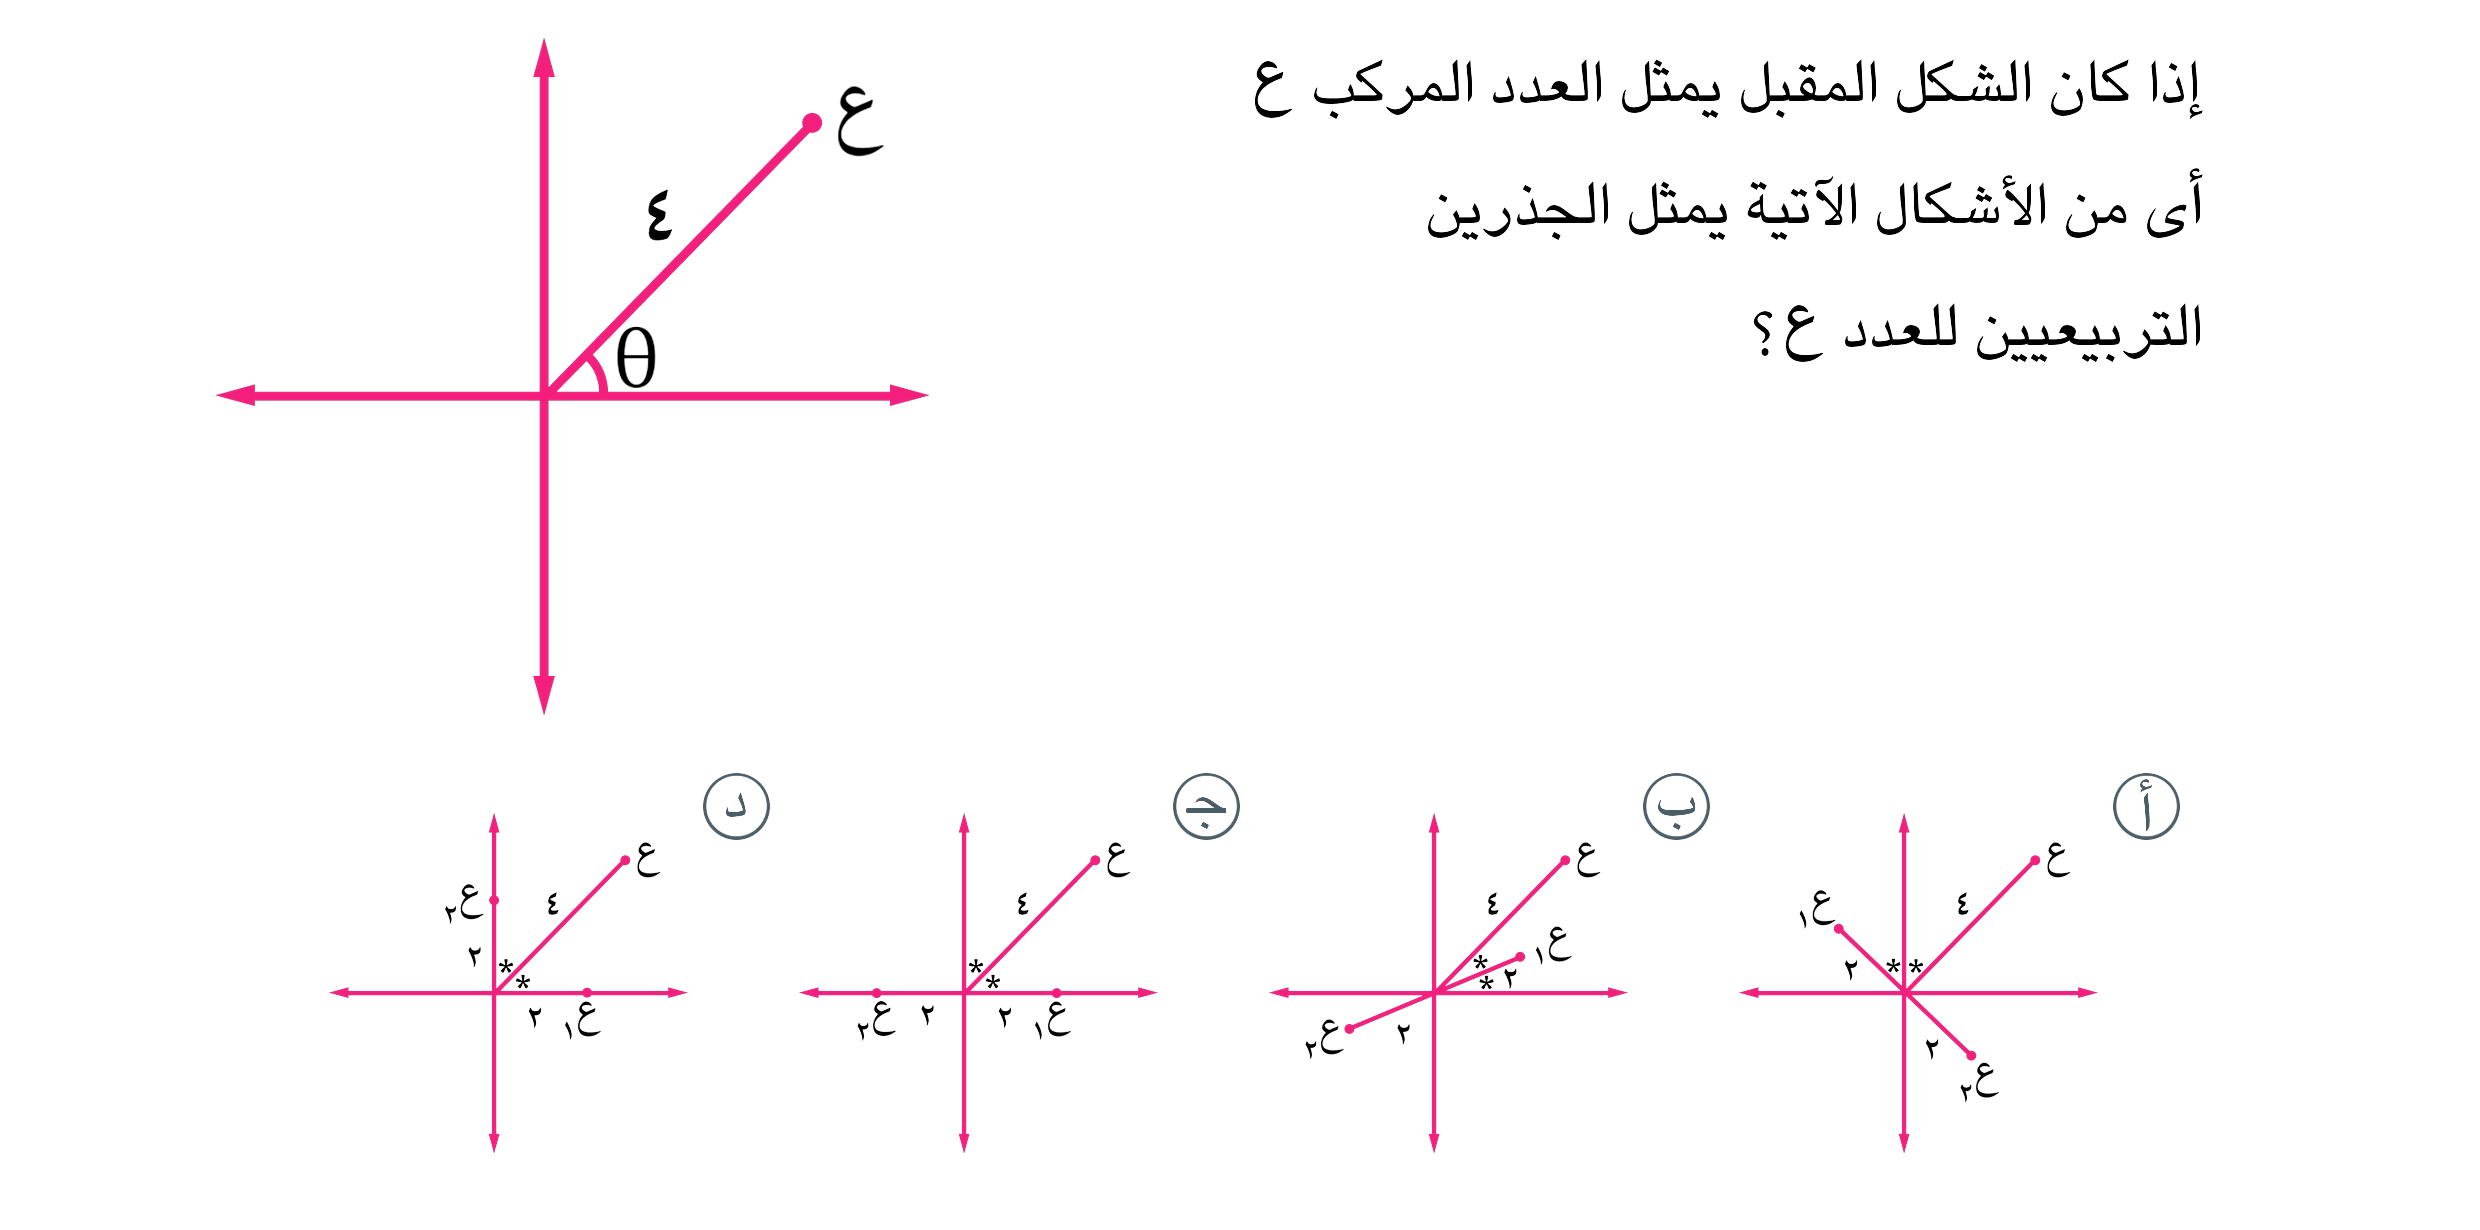 إذا كان الشكل المقبل يمثل العدد المركب ع
أى من الأشكال الآتية يمثل الجذرين
التربيعيين للعدد ع؟
ع
٤
θ
أ
ع
٤
ع١
٢
* *
٢
ع٢
ب
ع
٤
ع١
*
* ٢
ع٢
٢
ج
ع
٤
*
*
ع١
٢
٢
ع٢
د
ع
٤
ع٢
٢
*
*
ع١
٢